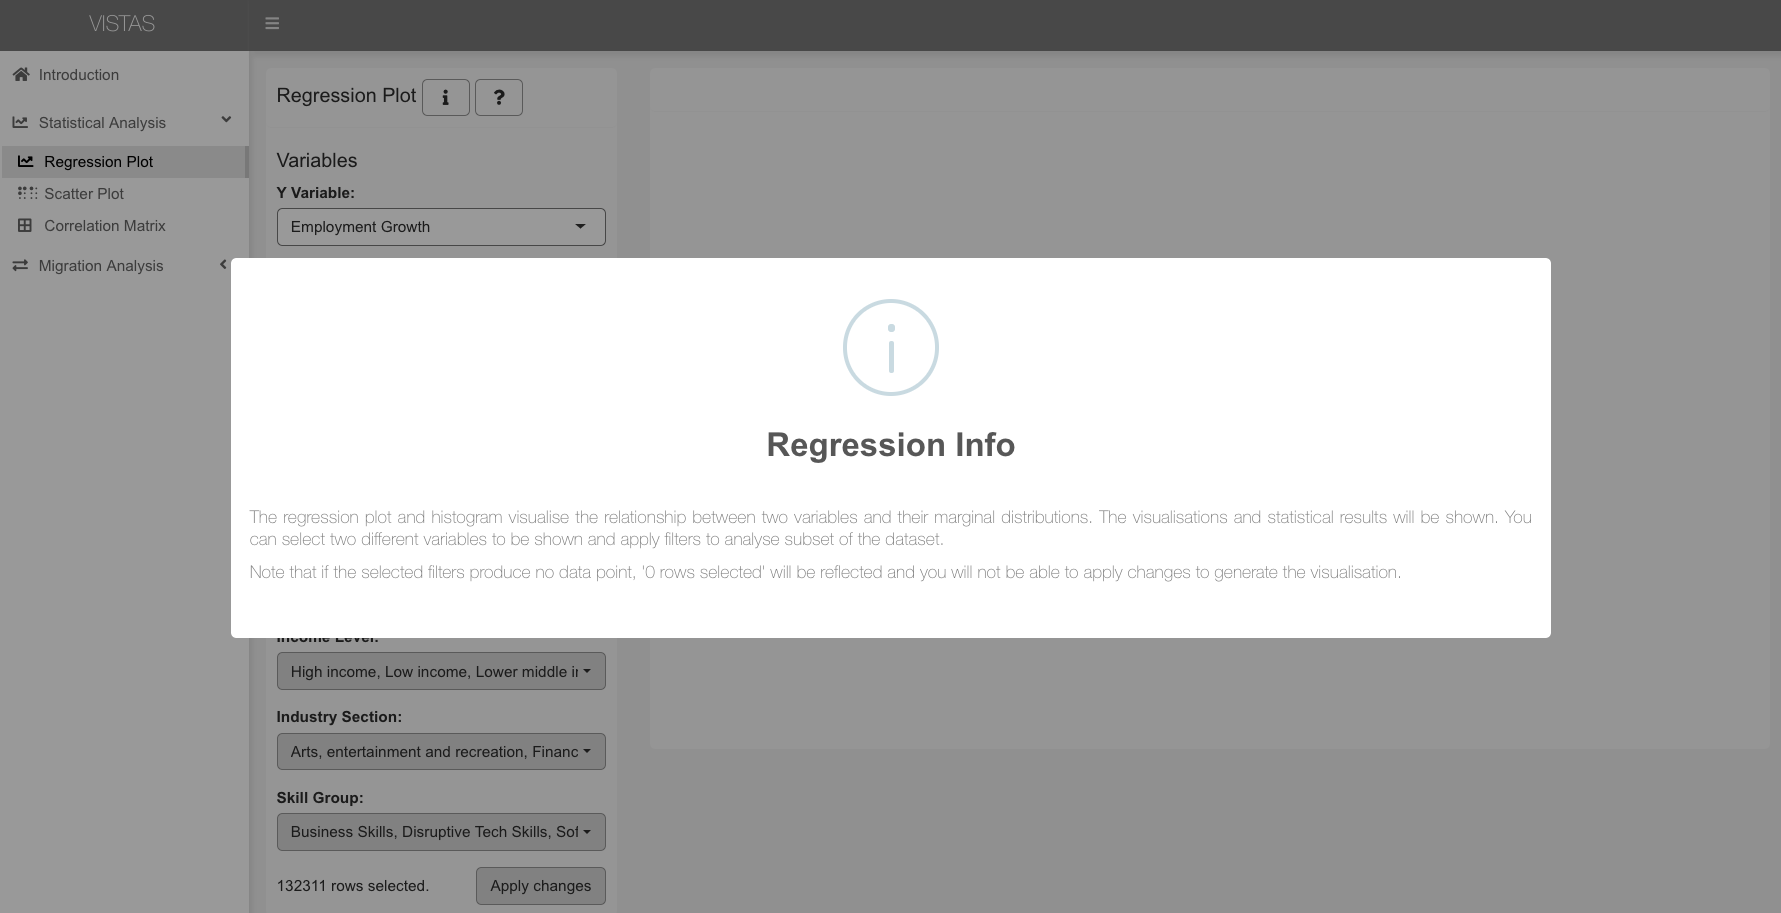 VISTAS
Introduction
Statistical Analysis
Regression Plot
Scatter Plot
Correlation Matrix
Migration Analysis
Regression Plot
Variables
Y Variable:
Employment Growth
Regression Info
The regression plot and histogram visualise the relationship between two variables and their marginal distributions. The visualisations and statistical results will be shown. You
can select two different variables to be shown and apply filters to analyse subset of the dataset.
Note that if the selected filters produce no data point, '0 rows selected' will be reflected and you will not be able to apply changes to generate the visualisation.
Income Level:
High income, Low income, Lower middle i
Industry Section:
Arts, entertainment and recreation, Financ
Skill Group:
Business Skills, Disruptive Tech Skills, Sof
132311 rows selected.
Apply changes